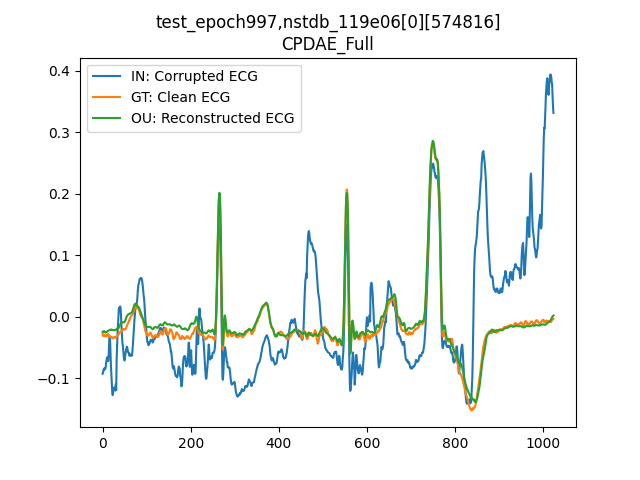 test_epoch997,nstdb_119e06[0][574816]
CPDAE_Full
IN: Corrupted ECG
GT: Clean ECG
OU: Reconstructed ECG
0.4
0.3
0.2
0.1
0.0
−0.1
0 200 400 600 800 1000